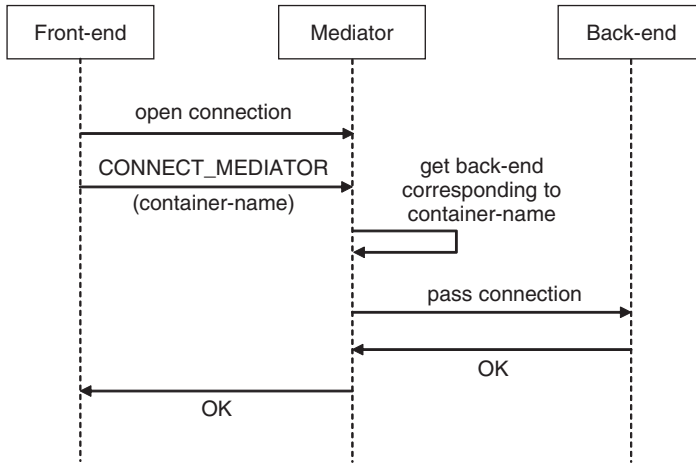 Front-end
Mediator
Back-end
open connection
CONNECT_MEDIATOR
(container-name)
get back-end
corresponding to
container-name
pass connection
OK
OK